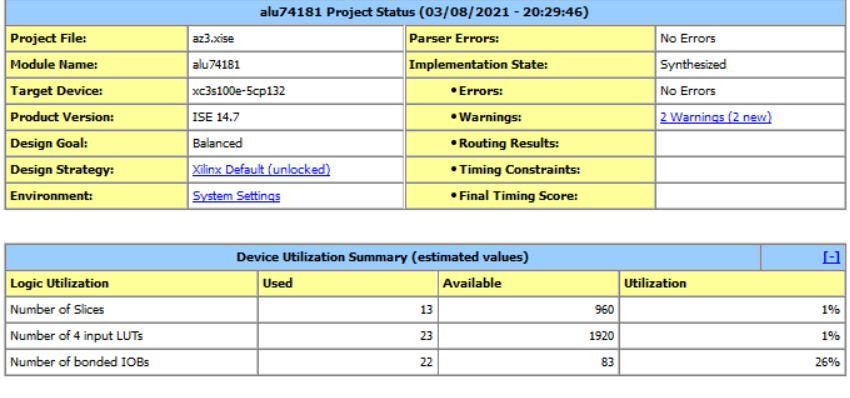 alu74181 Project Status (03/08/2021 - 20:29:46)
Project File: az3.xise Parser Errors: No Errors
Module Name: alu74181 Implementation State: Synthesized
Target Device: xc3s100e-5cp132 •Errors: No Errors
Product Version: ISE 14.7 •Warnings: 2 Warnings (2 new)
Design Goal: Balanced •Routing Results:
Design Strategy: Xilinx Default (unlocked) •Timing Constraints:
Environment: System Settings •Final Timing Score:
Device Utilization Summary (estimated values) [-]
Logic Utilization Used Available Utilization
Number of Slices 13 960 1%
Number of 4 input LUTs 23 1920 1%
Number of bonded IOBs 22 83 26%